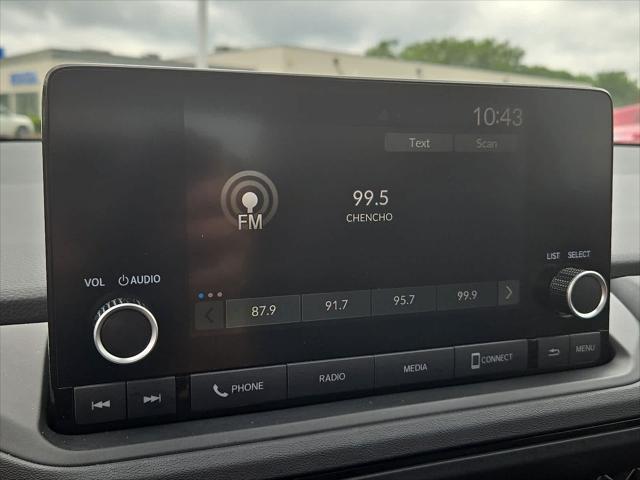 10:43
Text Scan
FM
99.5
CHENCHO
VOL AUDIO
LIST SELECT
87.9 91.7 95.7 99.9
PHONE RADIO MEDIA CONNECT MENU